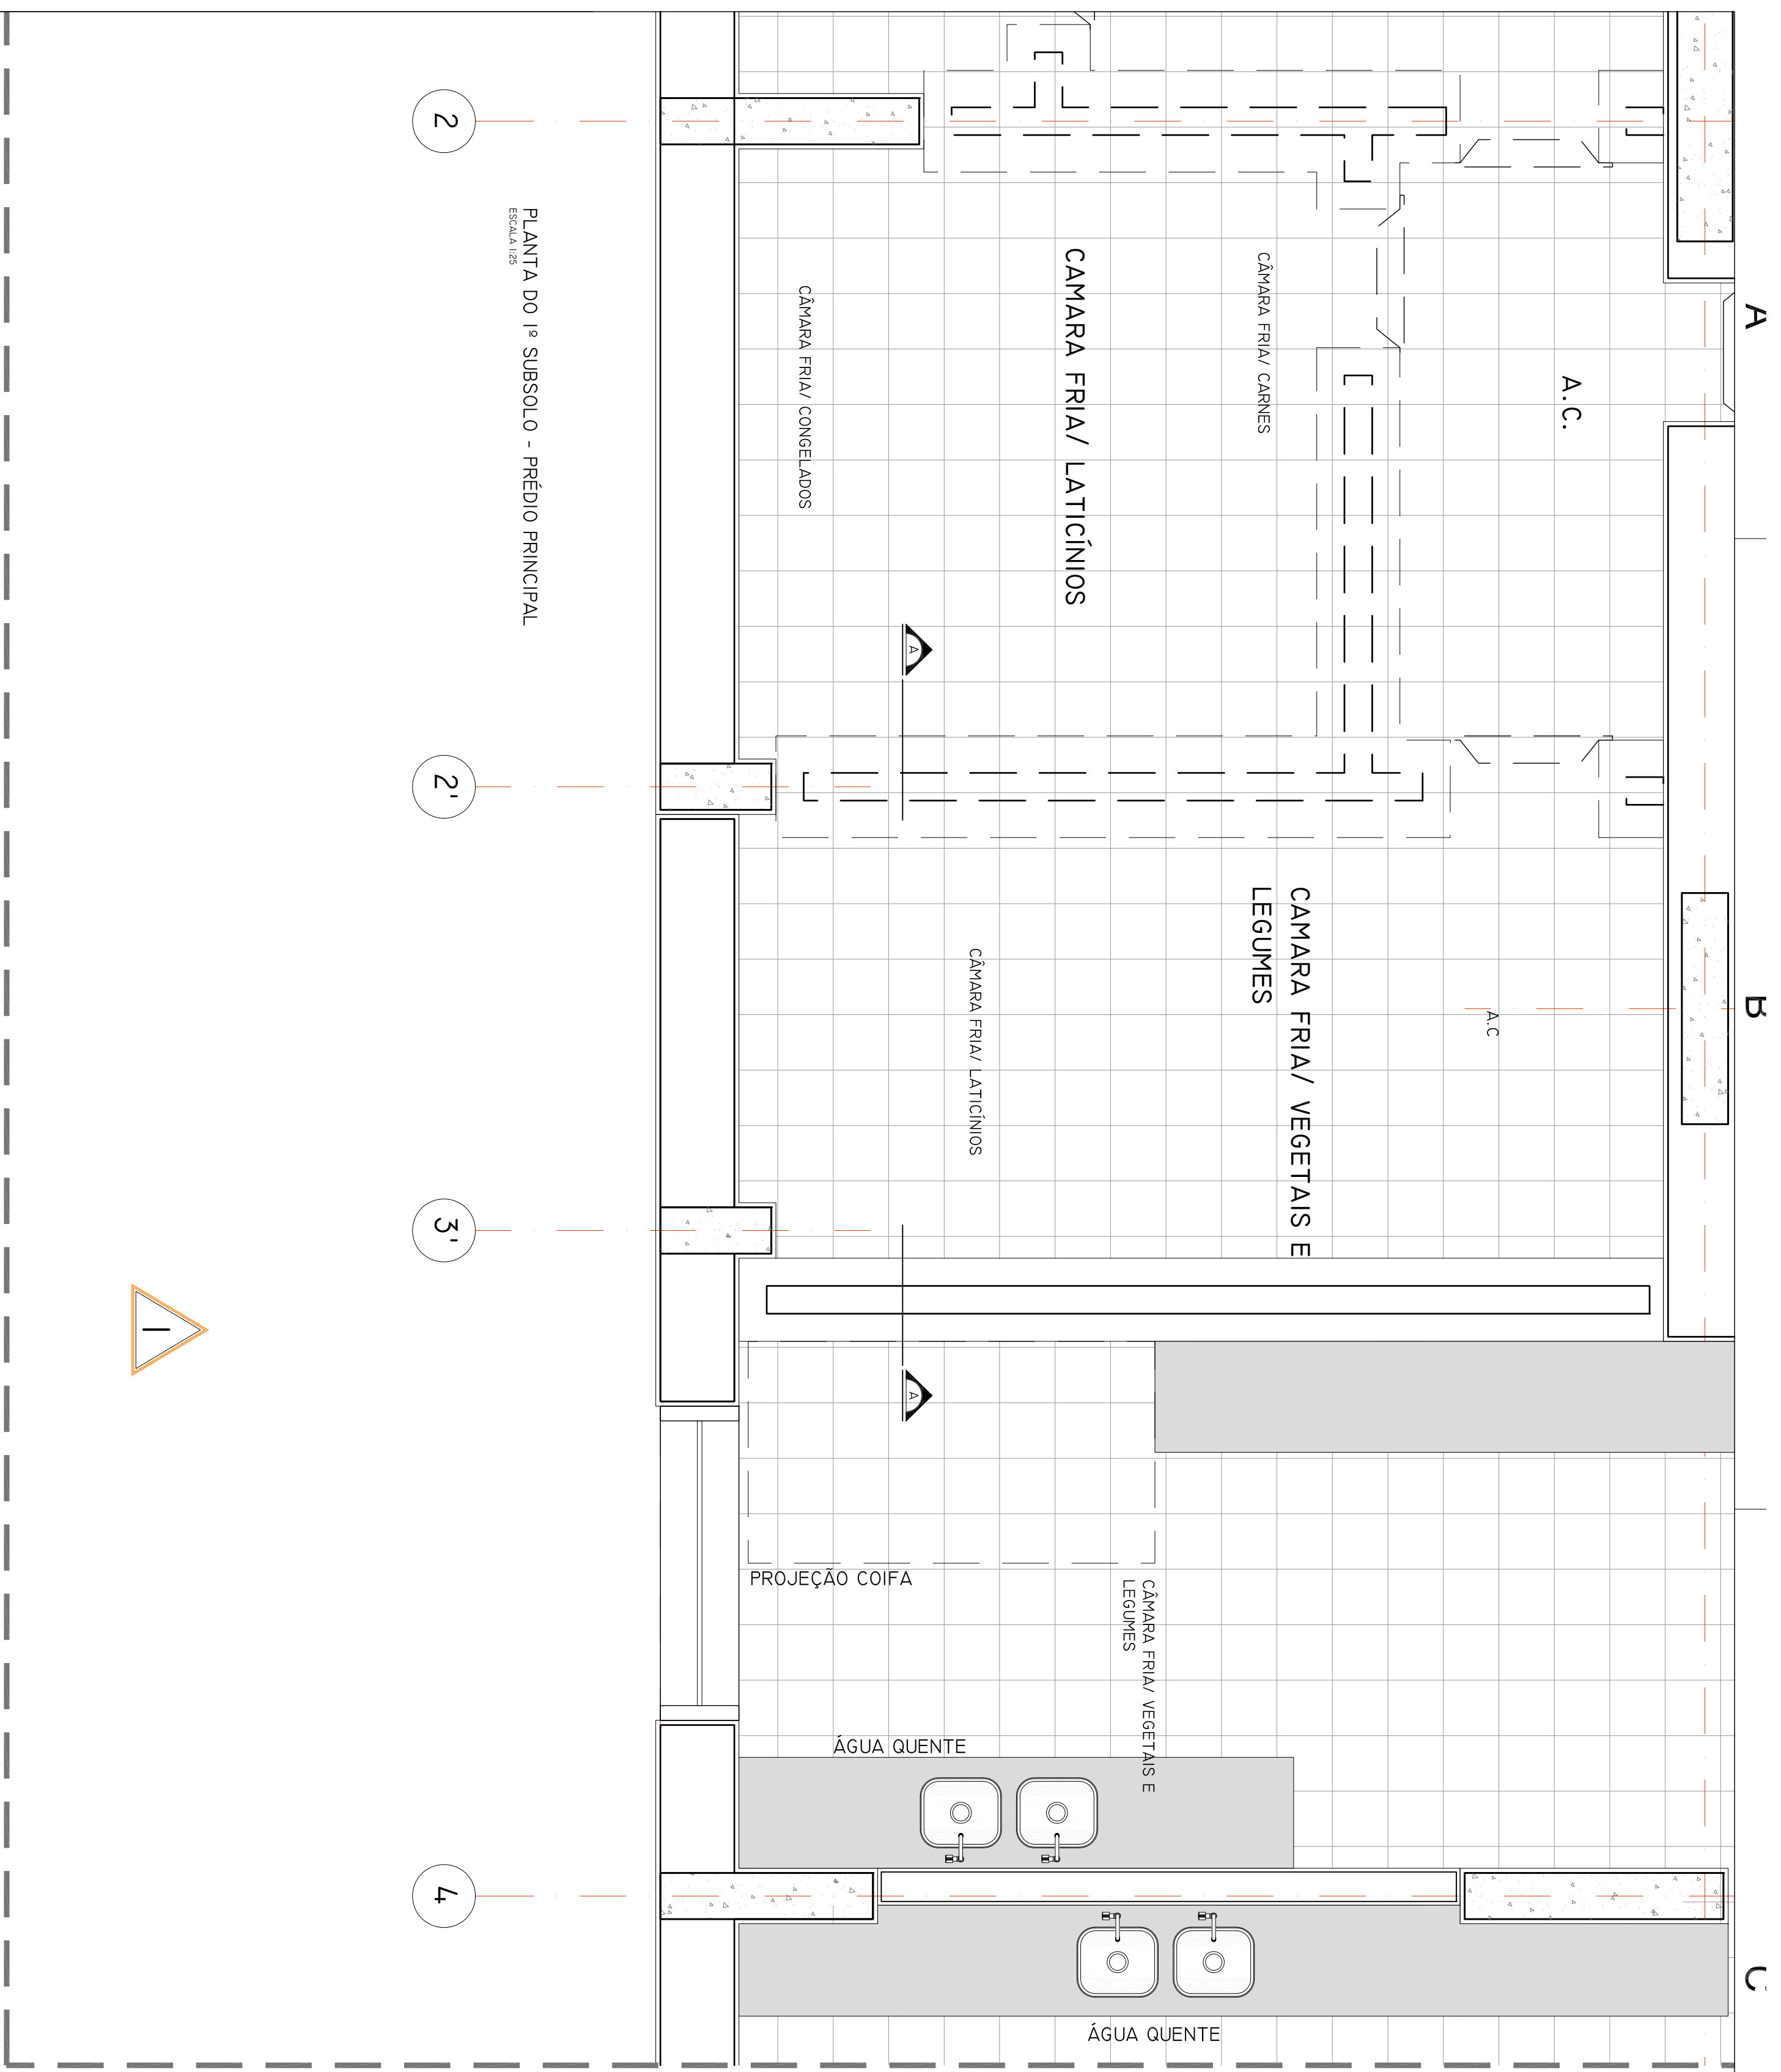 A
B
C
2
2'
3'
4
A.C.
A.C
CÂMARA FRIA/ CARNES
CAMARA FRIA/ LATICÍNIOS
CÂMARA FRIA/ CONGELADOS
CAMARA FRIA/ VEGETAIS E
LEGUMES
CÂMARA FRIA/ LATICÍNIOS
A
A
CÂMARA FRIA/ VEGETAIS E
LEGUMES
PROJEÇÃO COIFA
ÁGUA QUENTE
ÁGUA QUENTE
PLANTA DO 1º SUBSOLO - PRÉDIO PRINCIPAL
ESCALA 1:25
1